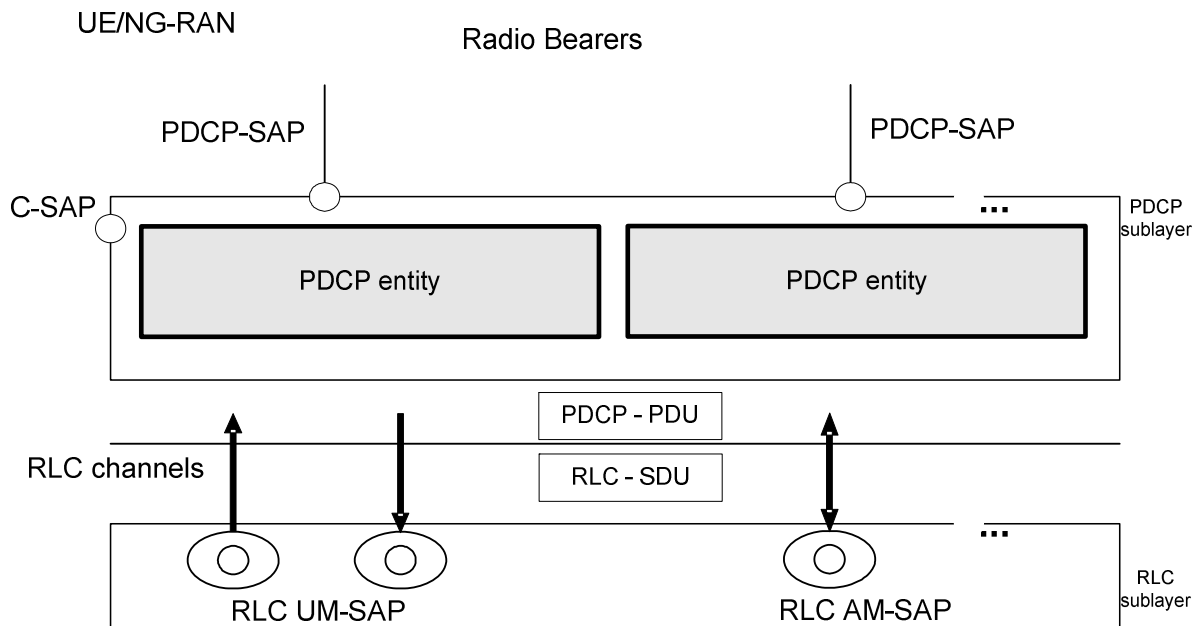 UE/NG-RAN
Radio Bearers
PDCP-SAP
PDCP-SAP
C-SAP
...
PDCP
sublayer
PDCP entity
PDCP entity
PDCP - PDU
RLC channels
RLC - SDU
...
RLC UM-SAP
RLC AM-SAP
RLC
sublayer